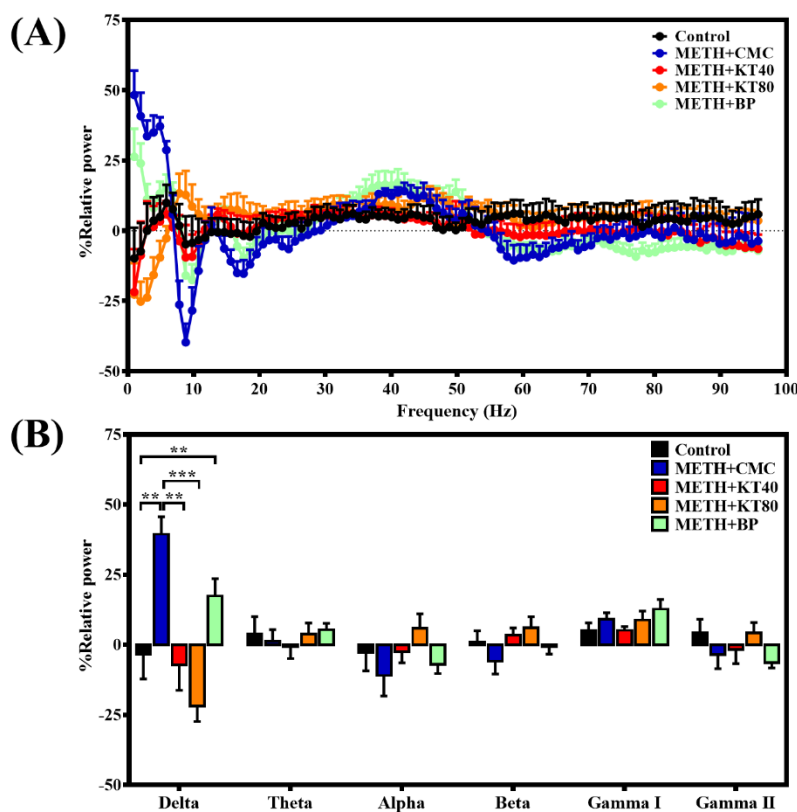 (A)
75
50
25
0
-25
-50
%Relative power
0 10 20 30 40 50 60 70 80 90 100
Frequency (Hz)
Control
METH+CMC
METH+KT40
METH+KT80
METH+BP
(B)
75
50
25
0
-25
-50
%Relative power
**
***
** **
Control
METH+CMC
METH+KT40
METH+KT80
METH+BP
Delta Theta Alpha Beta Gamma I Gamma II